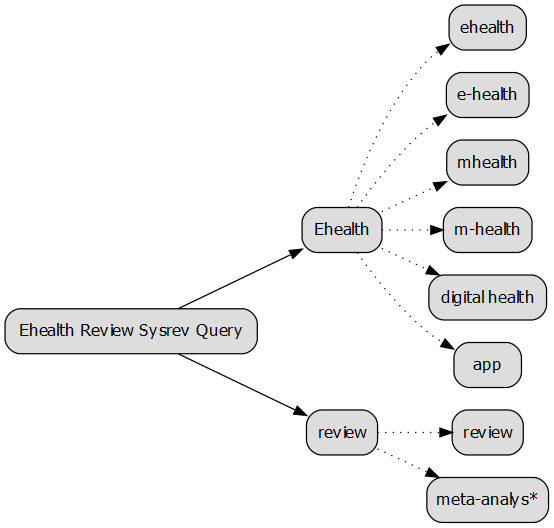 ehealth
e-health
mhealth
Ehealth
m-health
digital health
Ehealth Review Sysrev Query
app
review
review
meta-analys*